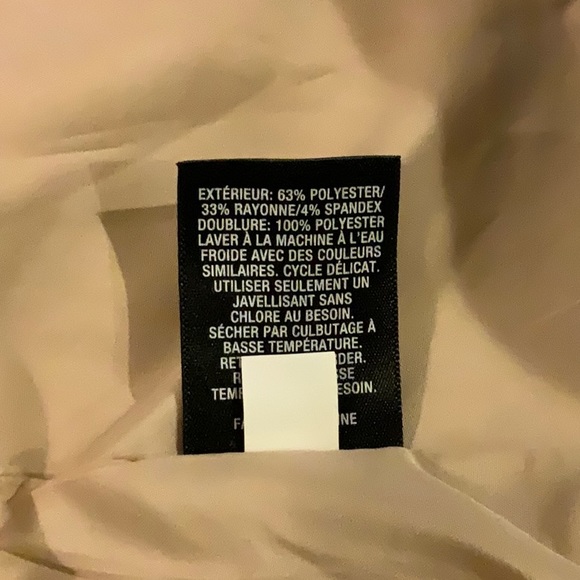 EXTÉRIEUR: 63% POLYESTER/
33% RAYONNE/4% SPANDEX
DOUBLURE: 100% POLYESTER
LAVER À LA MACHINE À L'EAU
FROIDE AVEC DES COULEURS
SIMILAIRES. CYCLE DÉLICAT.
UTILISER SEULEMENT UN
JAVELLISANT SANS
CHLORE AU BESOIN.
SÉCHER PAR CULBUTAGE À
BASSE TEMPÉRATURE.